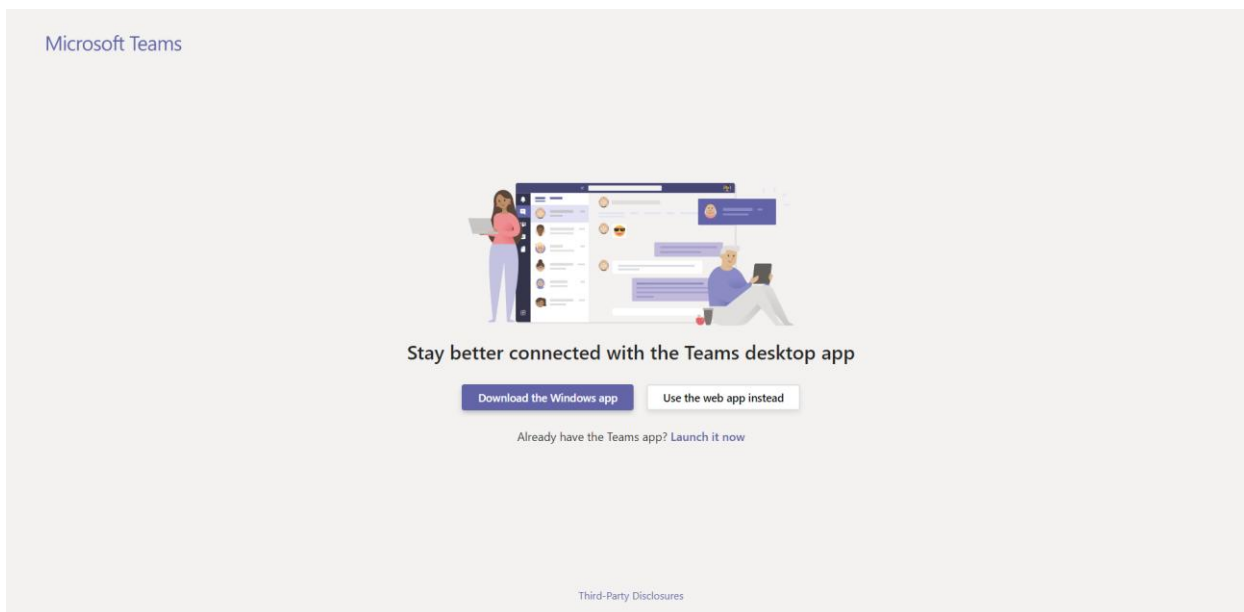 Microsoft Teams
Stay better connected with the Teams desktop app
Download the Windows app
Use the web app instead
Already have the Teams app? Launch it now
Third-Party Disclosures